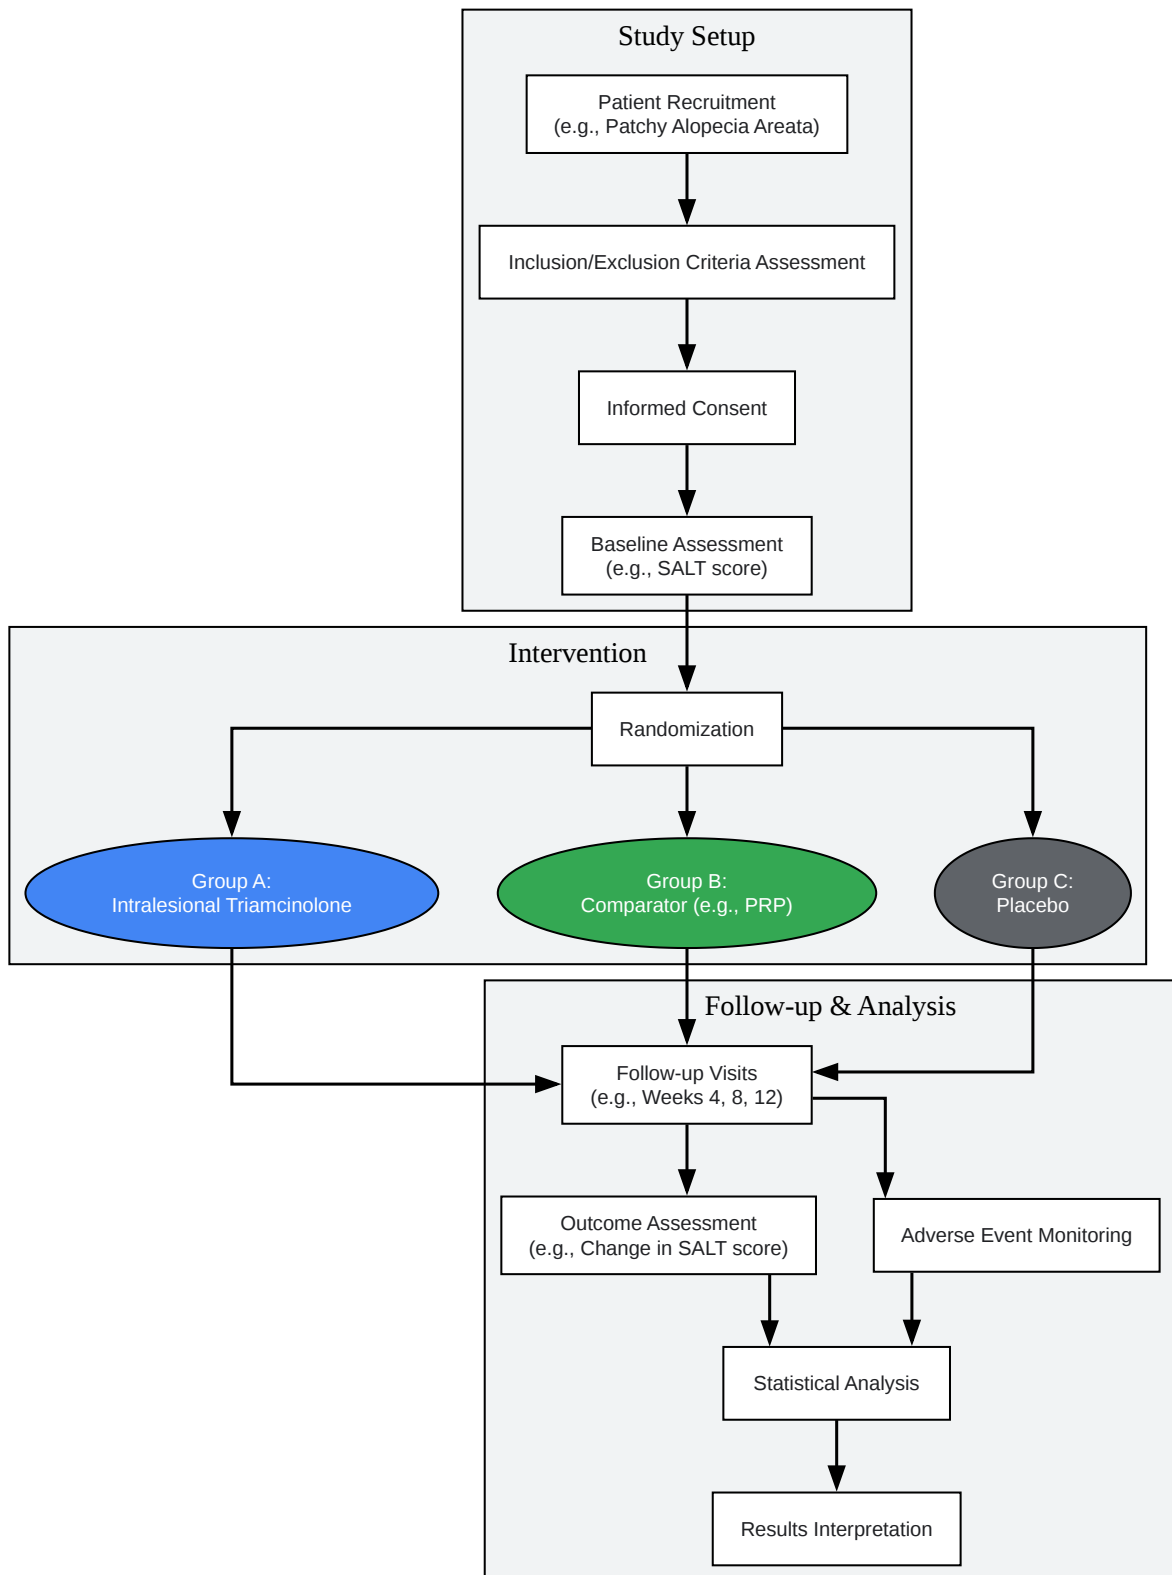 Study Setup
Patient Recruitment
(e.g., Patchy Alopecia Areata)
Inclusion/Exclusion Criteria Assessment
Informed Consent
Baseline Assessment
(e.g., SALT score)
Intervention
Randomization
Group A:
Intralesional Triamcinolone
Group B:
Comparator (e.g., PRP)
Group C:
Placebo
Follow-up & Analysis
Follow-up Visits
(e.g., Weeks 4, 8, 12)
Outcome Assessment
(e.g., Change in SALT score)
Adverse Event Monitoring
Statistical Analysis
Results Interpretation